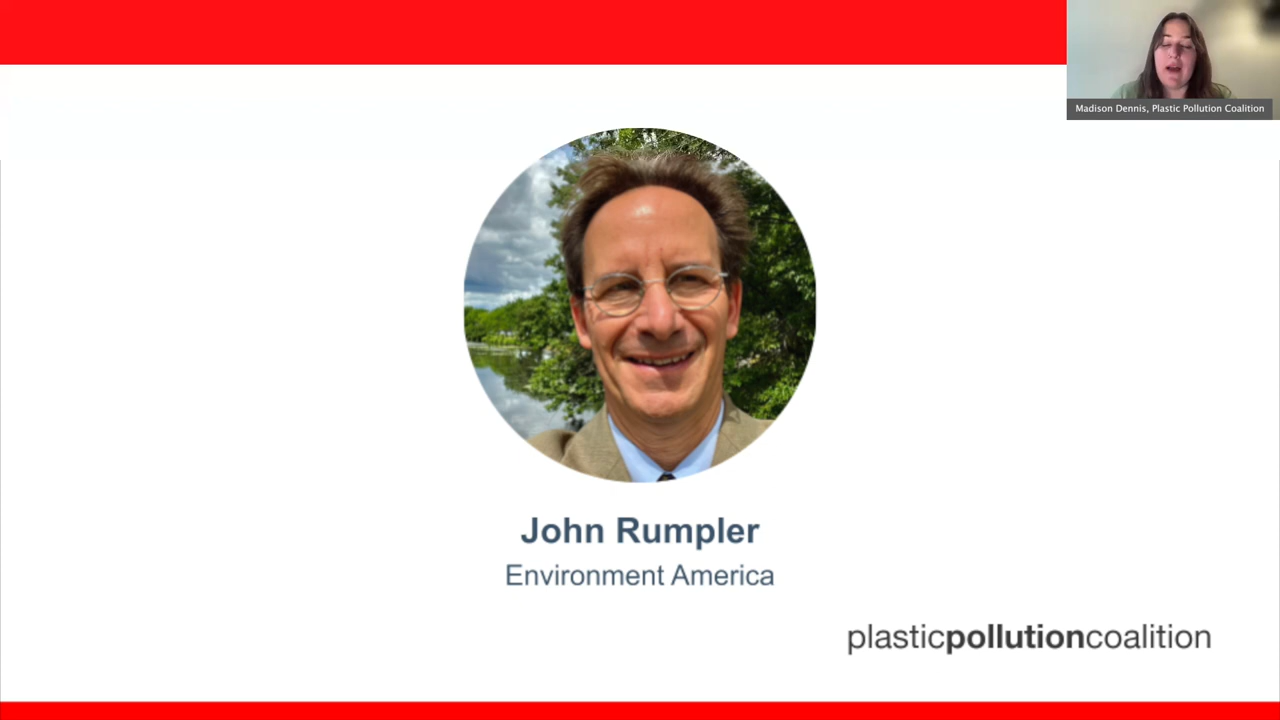 Madison Dennis, Plastic Pollution Coalition
John Rumpler
Environment America
plasticpollutioncoalition